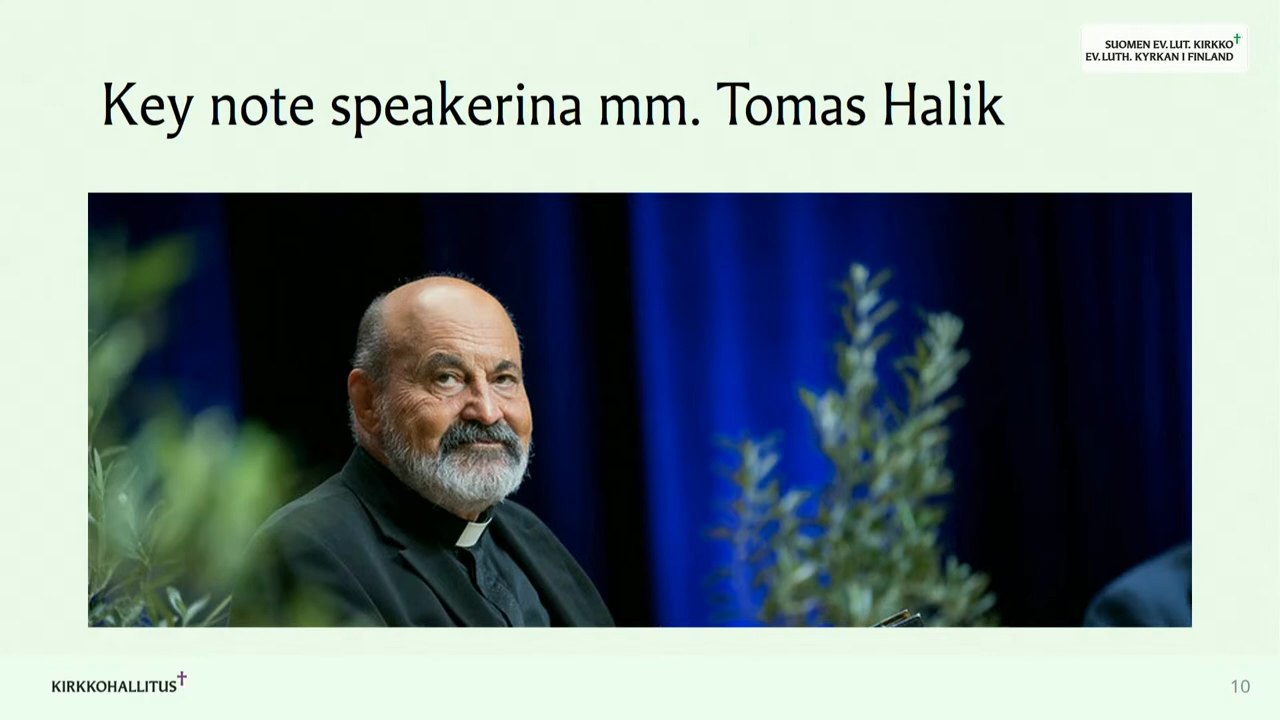 SUOMEN EV.LUT. KIRKKO
EV.LUTH. KYRKAN I FINLAND
Key note speakerina mm. Tomas Halik
KIRKKOHALLITUS
10